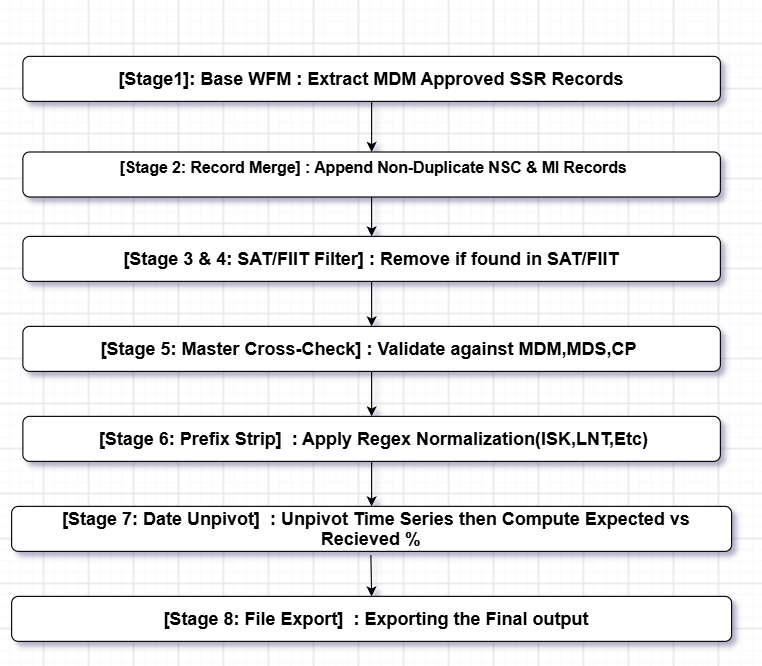 [Stage1]: Base WFM : Extract MDM Approved SSR Records
[Stage 2: Record Merge] : Append Non-Duplicate NSC & MI Records
[Stage 3 & 4: SAT/FIIT Filter] : Remove if found in SAT/FIIT
[Stage 5: Master Cross-Check] : Validate against MDM,MDS,CP
[Stage 6: Prefix Strip]  : Apply Regex Normalization(ISK,LNT,Etc)
[Stage 7: Date Unpivot]  : Unpivot Time Series then Compute Expected vs
Recieved %
[Stage 8: File Export]  : Exporting the Final output